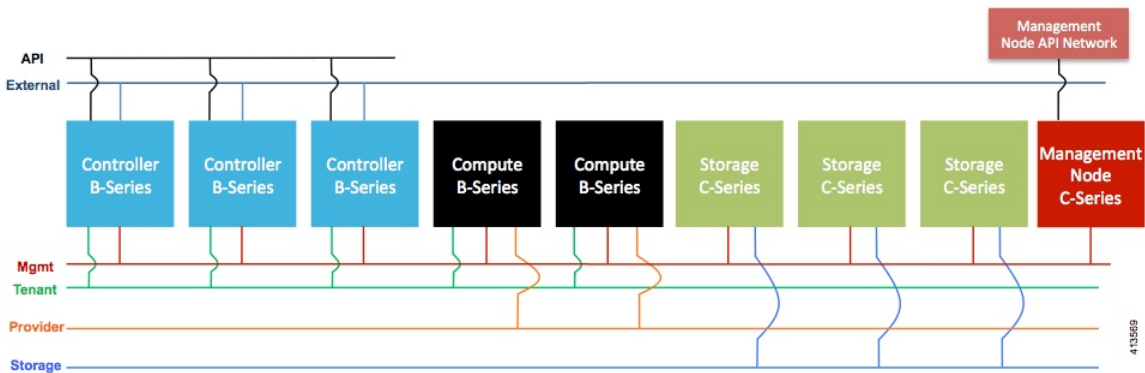 Management
Node API Network
API
External
Controller
B-Series
Controller
B-Series
Controller
B-Series
Compute
B-Series
Compute
B-Series
Storage
C-Series
Storage
C-Series
Storage
C-Series
Management
Node
C-Series
Mgmt
Tenant
Provider
Storage
413569